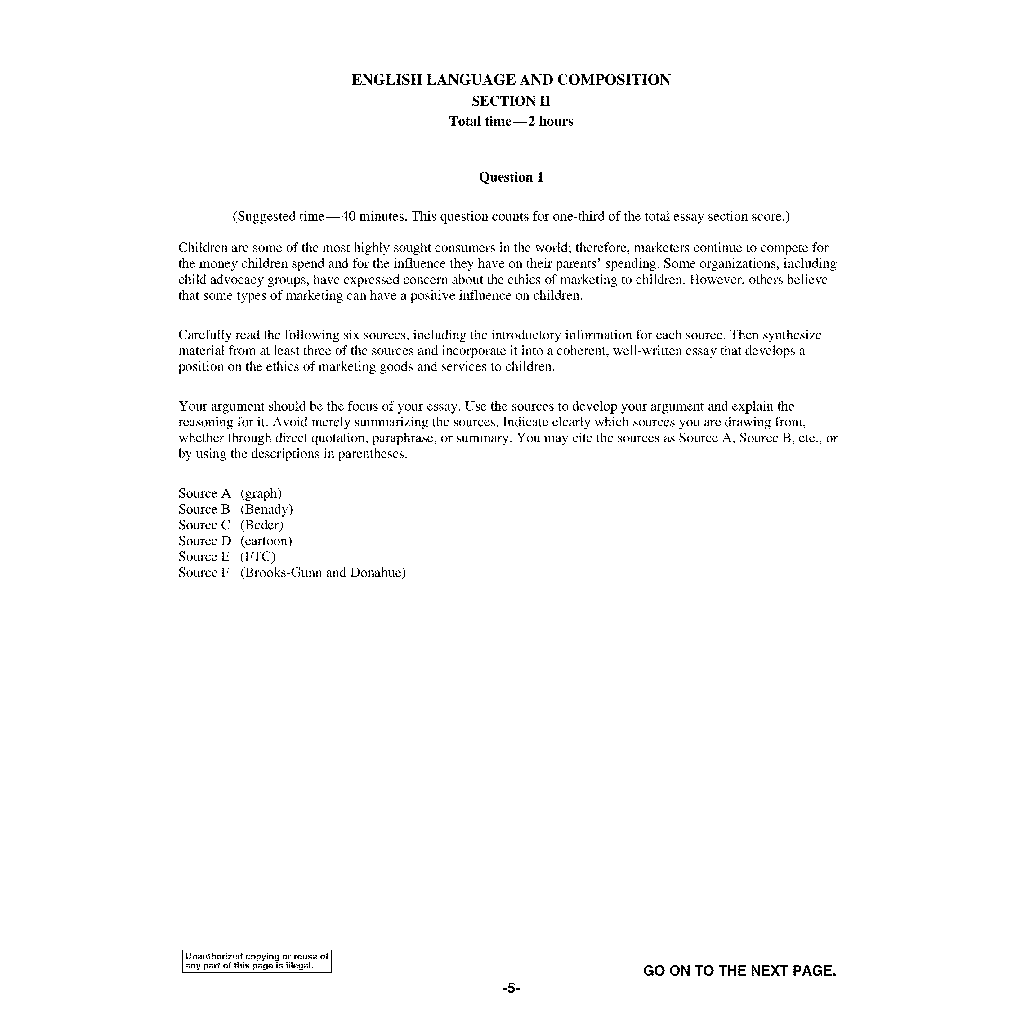 ENGLISH LANGUAGE AND COMPOSITION
SECTION II
Total time—2 hours
Question 1
(Suggested time—40 minutes. This question counts for one-third of the total essay section score.)
Children are some of the most highly sought consumers in the world; therefore, marketers continue to compete for
the money children spend and for the influence they have on their parents' spending. Some organizations, including
child advocacy groups, have expressed concern about the ethics of marketing to children. However, others believe
that some types of marketing can have a positive influence on children.
Carefully read the following six sources, including the introductory information for each source. Then synthesize
material from at least three of the sources and incorporate it into a coherent, well-written essay that develops a
position on the ethics of marketing goods and services to children.
Your argument should be the focus of your essay. Use the sources to develop your argument and explain the
reasoning for it. Avoid merely summarizing the sources. Indicate clearly which sources you are drawing from,
whether through direct quotation, paraphrase, or summary. You may cite the sources as Source A, Source B, etc., or
by using the descriptions in parentheses.
Source A (graph)
Source B (Benady)
Source C (Beder)
Source D (cartoon)
Source E (FTC)
Source F (Brooks-Gunn and Donahue)
Unauthorized copying or reuse of
any part of this page is illegal.
GO ON TO THE NEXT PAGE.
-5-